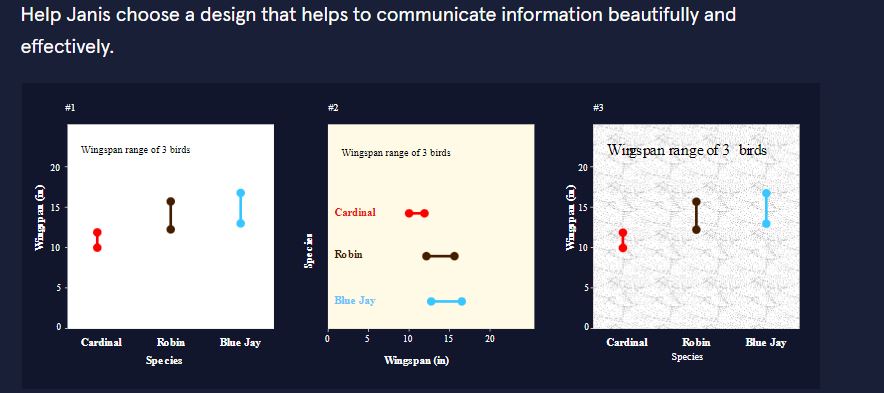 Help Janis choose a design that helps to communicate information beautifully and
effectively.
#1
Wingspan range of 3 birds
Wingspan (in)
20
15
10
5
0
Cardinal Robin Blue Jay
Species
#2
Wingspan range of 3 birds
Species
Cardinal
Robin
Blue Jay
0 5 10 15 20
Wingspan (in)
#3
Wingspan range of 3 birds
Wingspan (in)
20
15
10
5
0
Cardinal Robin Blue Jay
Species